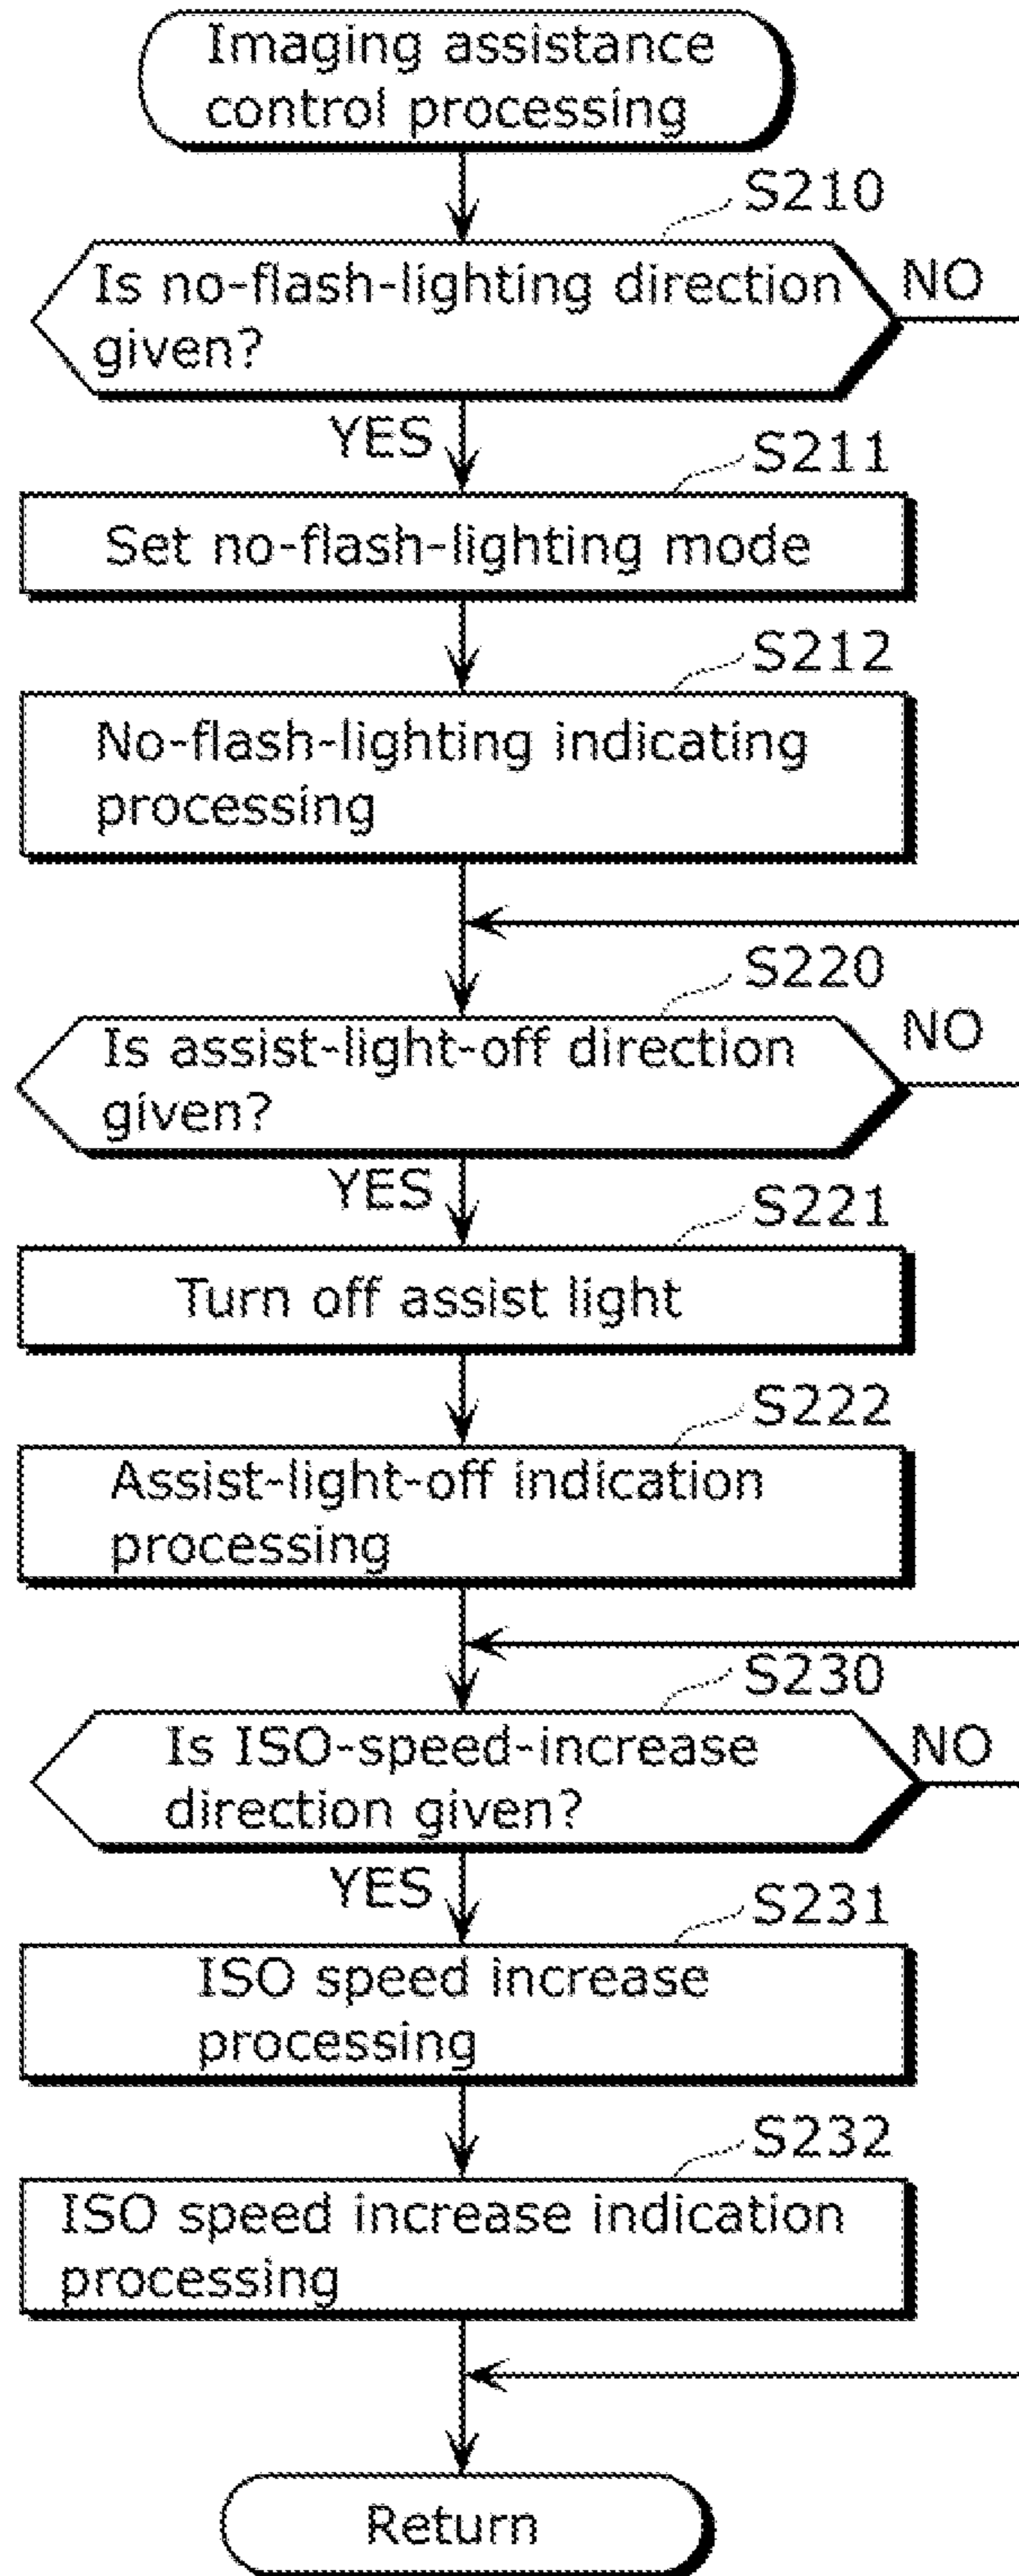 Imaging assistance
control processing
S210
Is no-flash-lighting direction
given?
NO
YES
S211
Set no-flash-lighting mode
S212
No-flash-lighting indicating
processing
S220
Is assist-light-off direction
given?
NO
YES
S221
Turn off assist light
S222
Assist-light-off indication
processing
S230
Is ISO-speed-increase
direction given?
NO
YES
S231
ISO speed increase
processing
S232
ISO speed increase indication
processing
Return